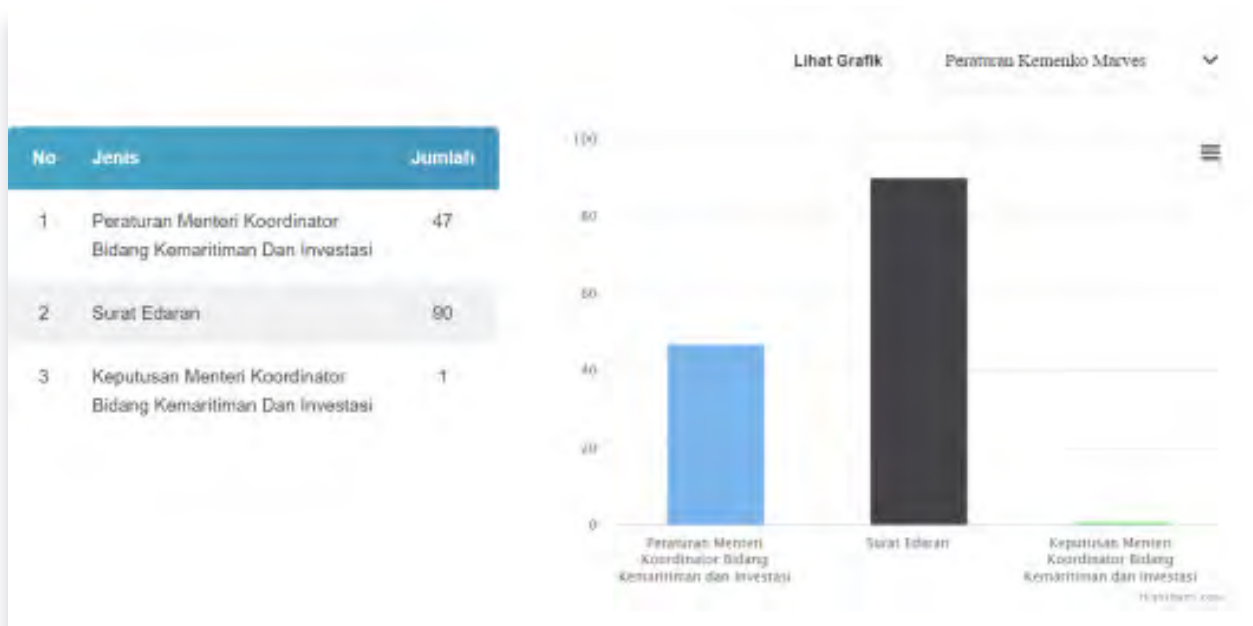 Lihat Grafik Peraturan Kemenko Marves
No Jenis Jumlah
1 Peraturan Menteri Koordinator 47
Bidang Kemaritiman Dan Investasi
2 Surat Edaran 90
3 Keputusan Menteri Koordinator 1
Bidang Kemaritiman Dan Investasi
100
80
60
40
20
0
Peraturan Menteri
Koordinator Bidang
Kemaritiman dan Investasi
Surat Edaran
Keputusan Menteri
Koordinator Bidang
Kemaritiman dan Investasi
Highcharts.com